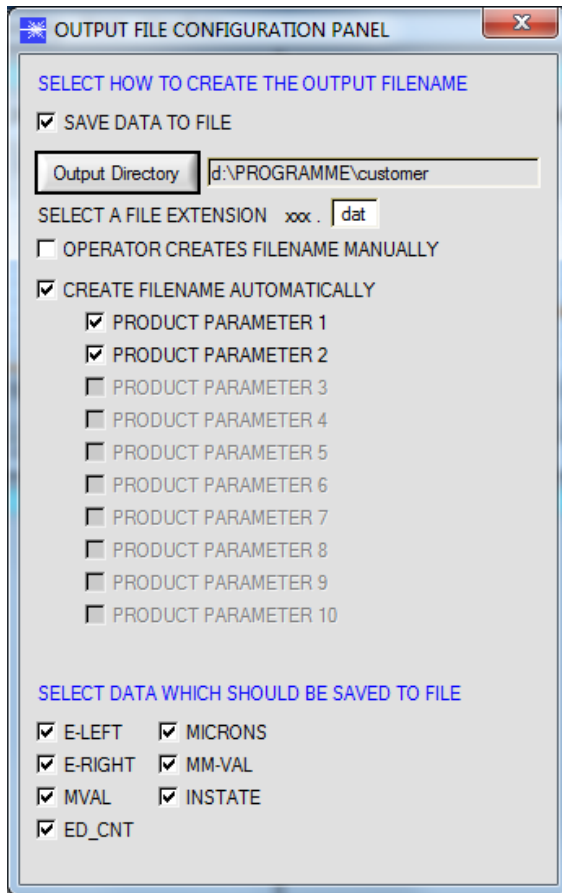 OUTPUT FILE CONFIGURATION PANEL
SELECT HOW TO CREATE THE OUTPUT FILENAME
SAVE DATA TO FILE
Output Directory d:\PROGRAMME\customer
SELECT A FILE EXTENSION xxx . dat
OPERATOR CREATES FILENAME MANUALLY
CREATE FILENAME AUTOMATICALLY
PRODUCT PARAMETER 1
PRODUCT PARAMETER 2
PRODUCT PARAMETER 3
PRODUCT PARAMETER 4
PRODUCT PARAMETER 5
PRODUCT PARAMETER 6
PRODUCT PARAMETER 7
PRODUCT PARAMETER 8
PRODUCT PARAMETER 9
PRODUCT PARAMETER 10
SELECT DATA WHICH SHOULD BE SAVED TO FILE
E-LEFT MICRONS
E-RIGHT MM-VAL
MVAL INSTATE
ED_CNT